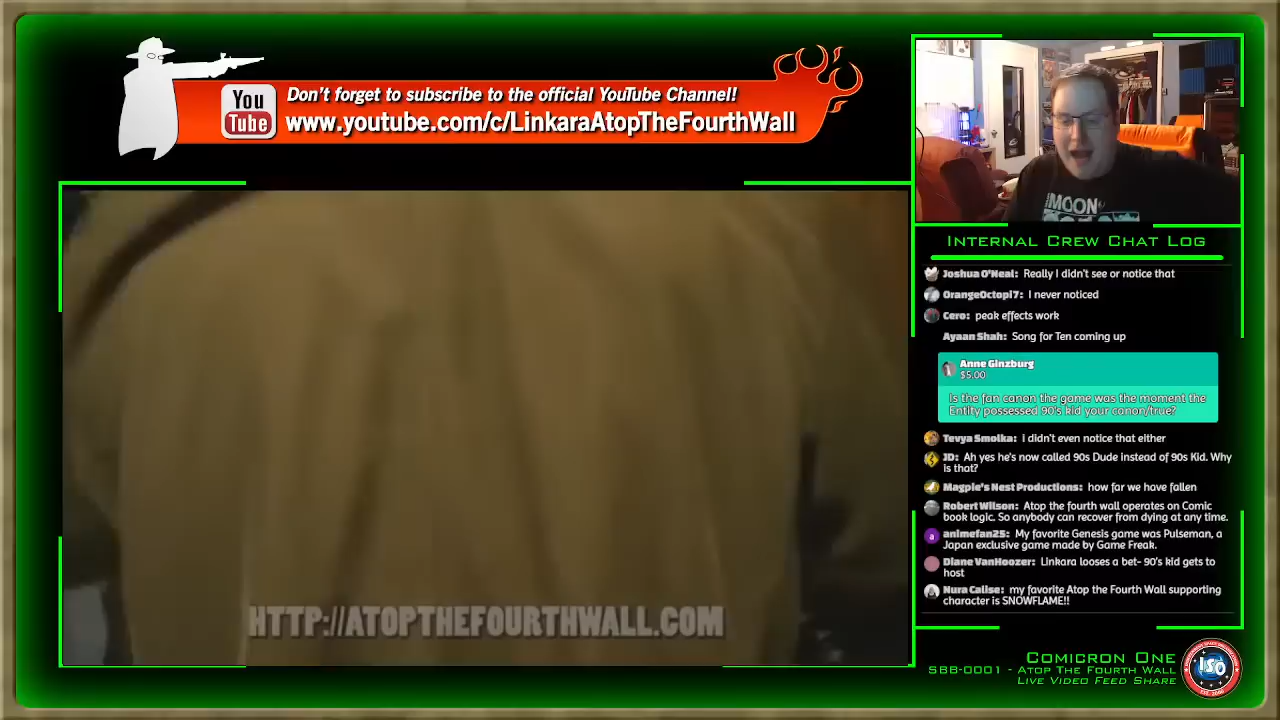 Don't forget to subscribe to the official YouTube Channel!
You
Tube
www.youtube.com/c/LinkaraAtopTheFourthWall
MOON
Internal Crew Chat Log
Joshua O'Neal: Really I didn't see or notice that
OrangeOctopi7: I never noticed
Cero: peak effects work
Ayaan Shah: Song for Ten coming up
Anne Ginzburg
$5.00
Is the fan canon the game was the moment the
Entity possessed 90's kid your canon/true?
Tevya Smolka: i didn't even notice that either
JD: Ah yes he's now called 90s Dude instead of 90s Kid. Why
is that?
Magpie's Nest Productions: how far we have fallen
Robert Wilson: Atop the fourth wall operates on Comic
book logic. So anybody can recover from dying at any time.
a
animefan25: My favorite Genesis game was Pulseman, a
Japan exclusive game made by Game Freak.
Diane VanHoozer: Linkara looses a bet- 90's kid gets to
host
Nura Calise: my favorite Atop the Fourth Wall supporting
character is SNOWFLAME!!
HTTP://ATOPTHEFOURTHWALL.COM
Comicron One
SBB-0001 - Atop The Fourth Wall
Live Video Feed Share
ISO